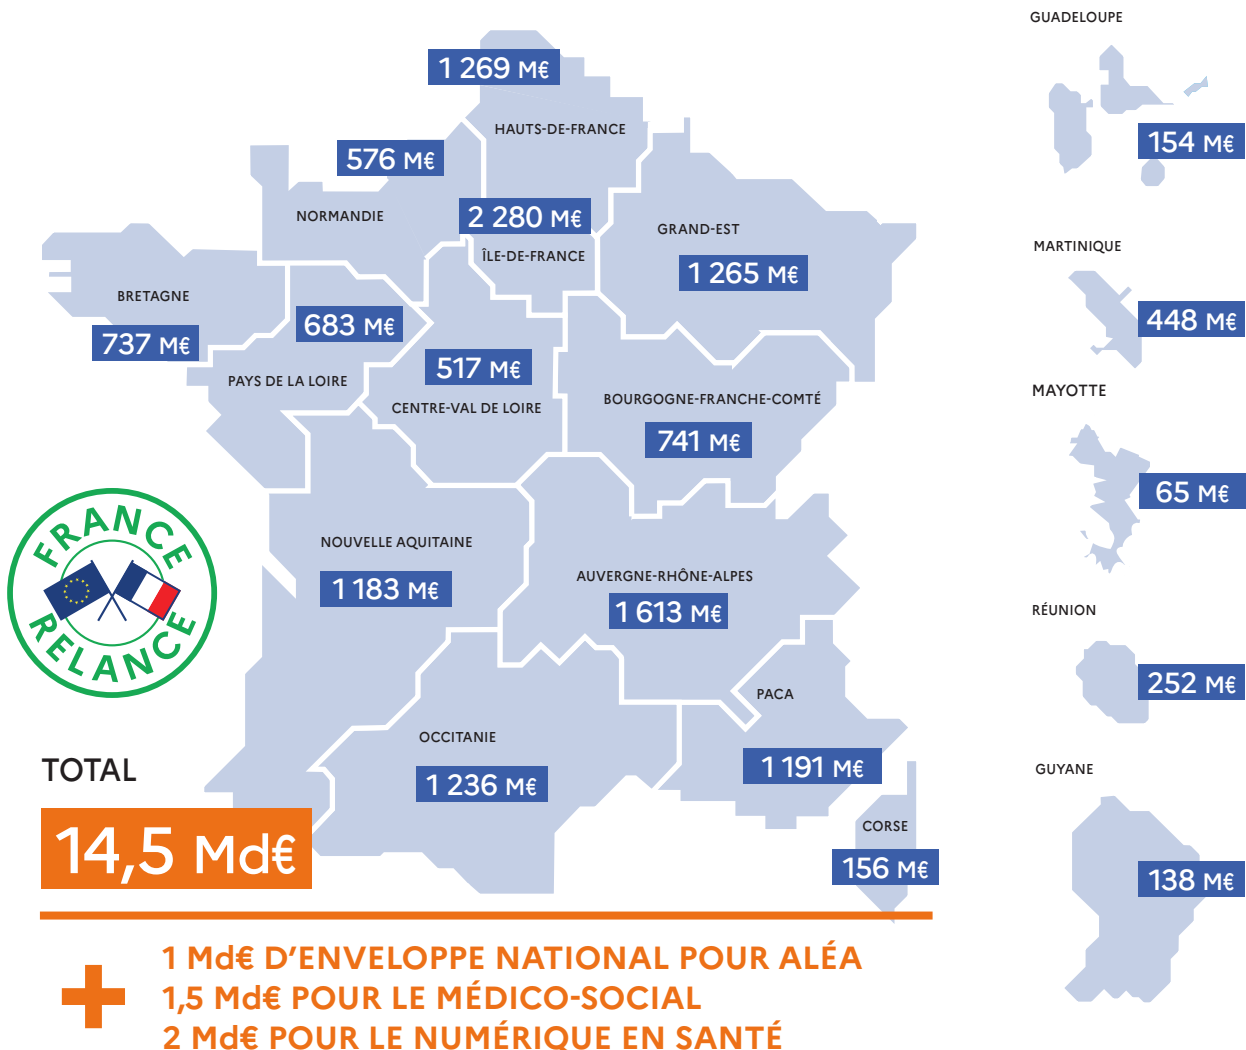 1 269 M€
HAUTS-DE-FRANCE
576 M€
NORMANDIE
2 280 M€
ÎLE-DE-FRANCE
GRAND-EST
1 265 M€
BRETAGNE
737 M€
683 M€
PAYS DE LA LOIRE
517 M€
CENTRE-VAL DE LOIRE
BOURGOGNE-FRANCHE-COMTÉ
741 M€
FRANCE
RELANCE
NOUVELLE AQUITAINE
1 183 M€
AUVERGNE-RHÔNE-ALPES
1 613 M€
PACA
1 191 M€
OCCITANIE
1 236 M€
CORSE
156 M€
GUADELOUPE
154 M€
MARTINIQUE
448 M€
MAYOTTE
65 M€
RÉUNION
252 M€
GUYANE
138 M€
TOTAL
14,5 Md€
+
1 Md€ D’ENVELOPPE NATIONAL POUR ALÉA
1,5 Md€ POUR LE MÉDICO-SOCIAL
2 Md€ POUR LE NUMÉRIQUE EN SANTÉ